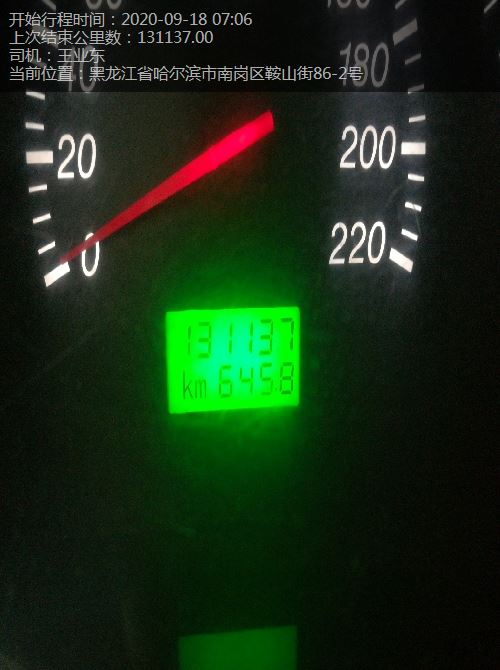 开始行程时间：2020-09-18 07:06
上次结束公里数：131137.00
司机：王业东
当前位置：黑龙江省哈尔滨市南岗区鞍山街86-2号
180
20
200
0
220
131137
km 645.8